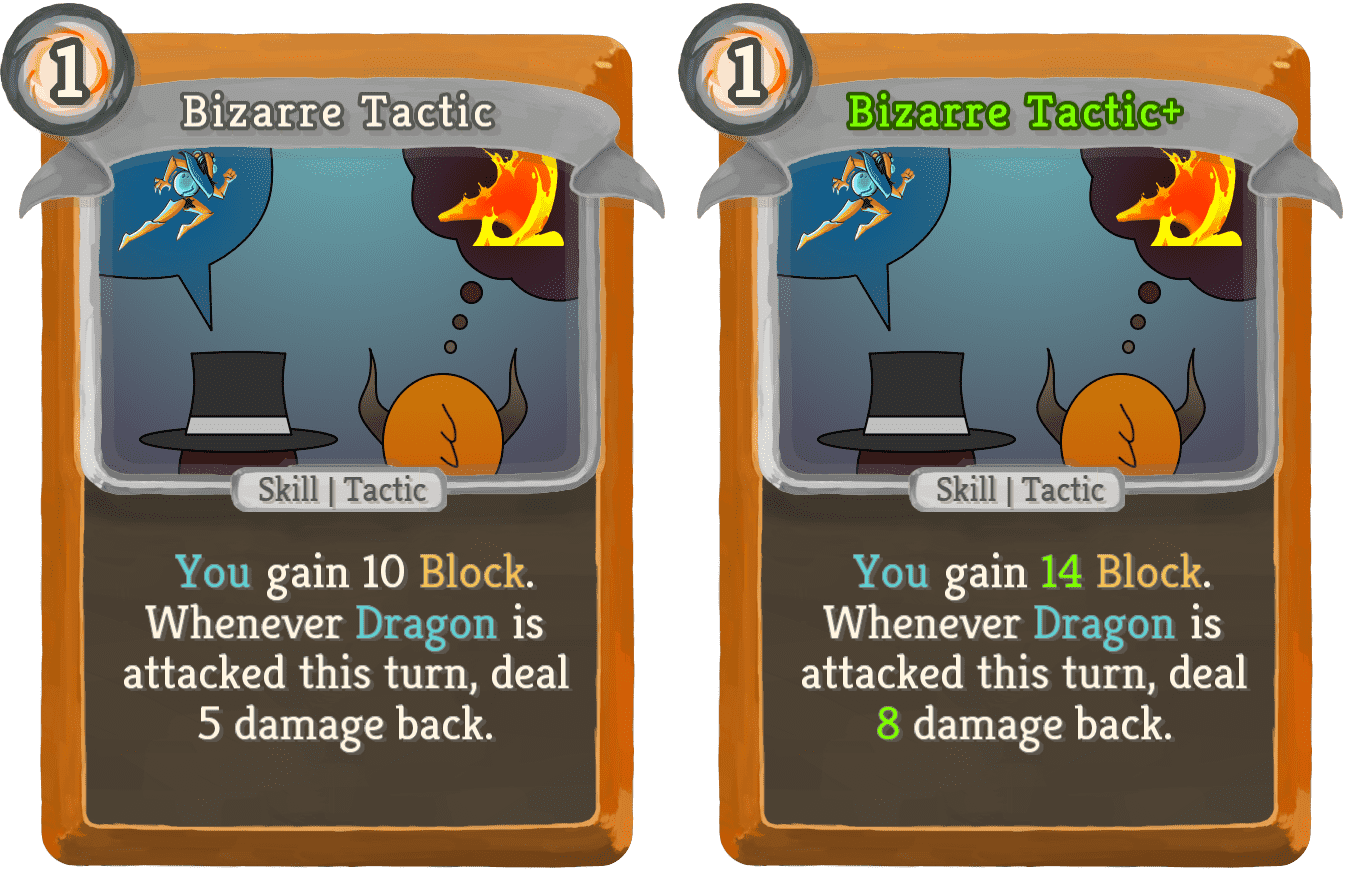 1
Bizarre Tactic
Skill | Tactic
You gain 10 Block.
Whenever Dragon is
attacked this turn, deal
5 damage back.
1
Bizarre Tactic+
Skill | Tactic
You gain 14 Block.
Whenever Dragon is
attacked this turn, deal
8 damage back.